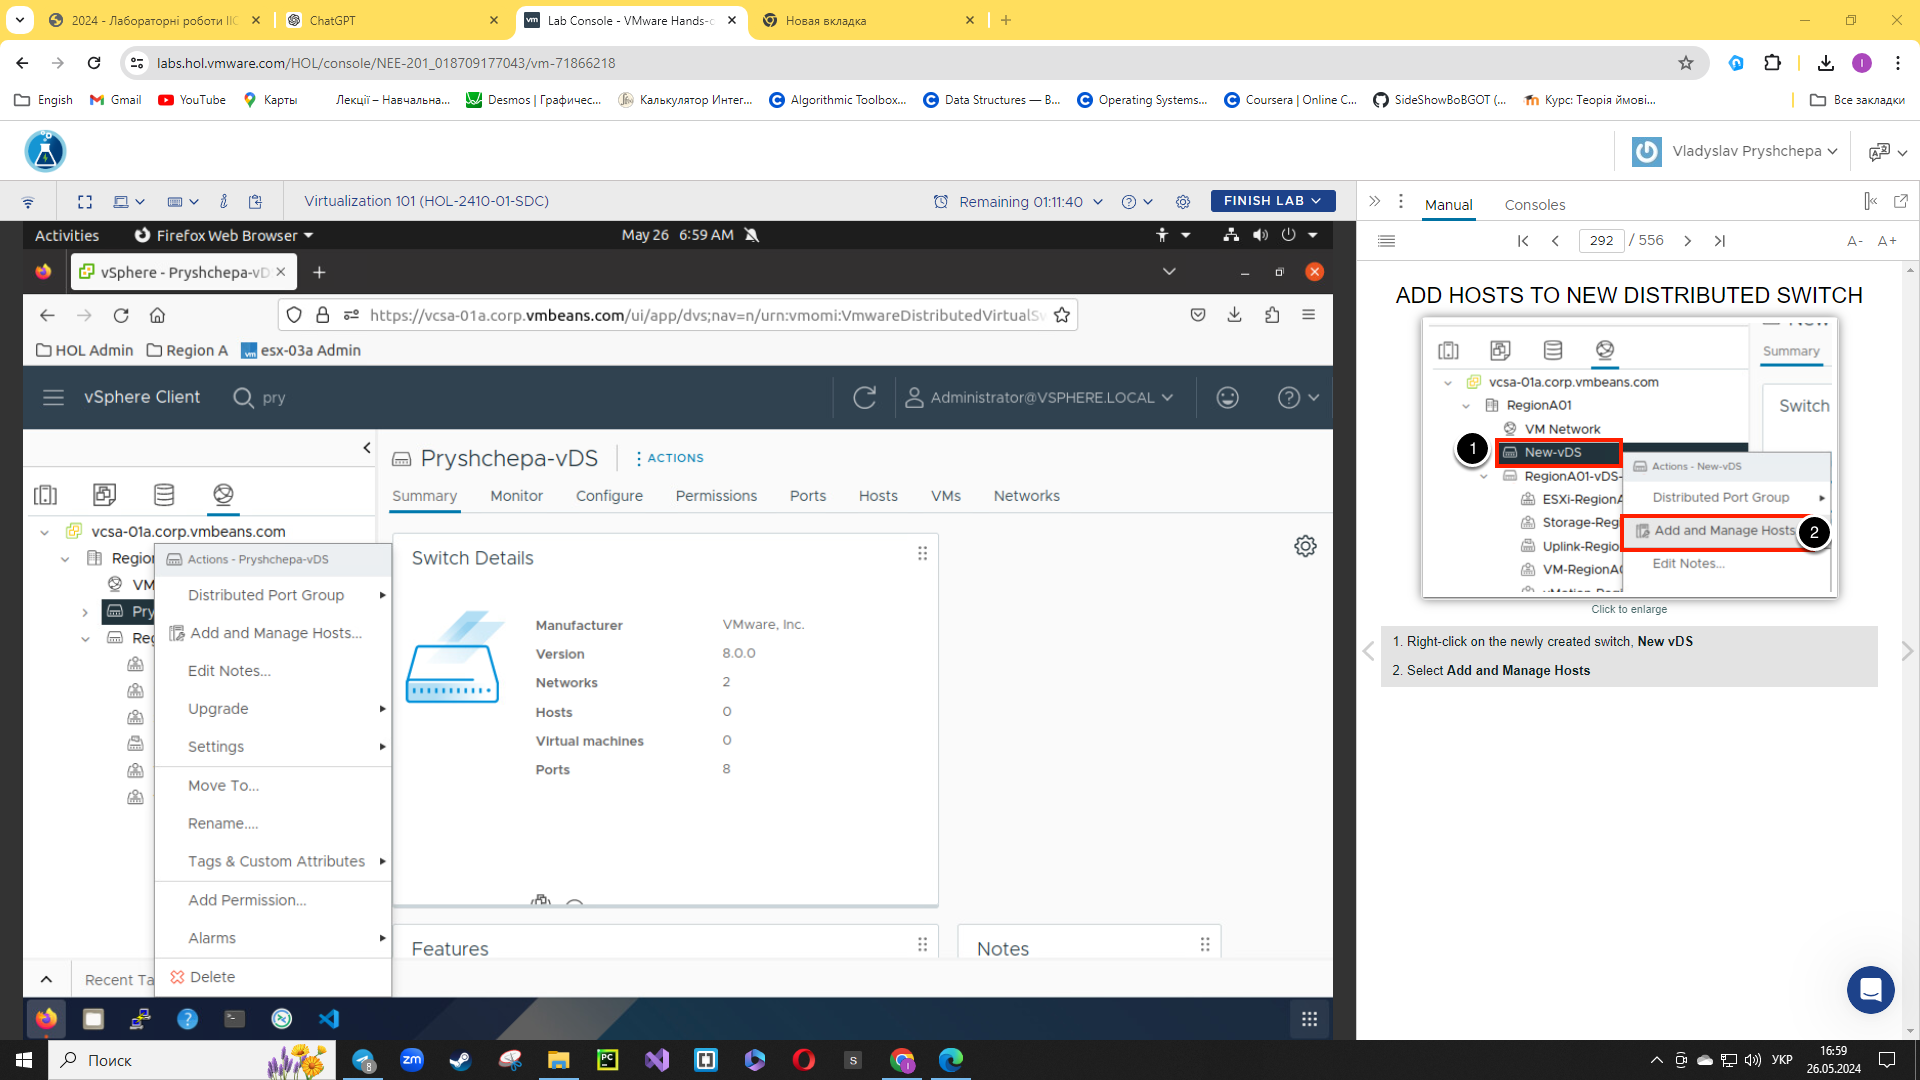 2024 - Лабораторні роботи ІІС
ChatGPT
Lab Console - VMware Hands-o
Новая вкладка
labs.hol.vmware.com/HOL/console/NEE-201_018709177043/vm-71866218
Engish
Gmail
YouTube
Карты
Лекції – Навчальна...
Desmos | Графичес...
Калькулятор Интег...
Algorithmic Toolbox...
Data Structures — В...
Operating Systems...
Coursera | Online C...
SideShowBoBGOT (...
Курс: Теорія ймові...
Все закладки
Vladyslav Pryshchepa
Virtualization 101 (HOL-2410-01-SDC)
Remaining 01:11:40
FINISH LAB
Manual
Consoles
Activities
Firefox Web Browser
May 26 6:59 AM
292 / 556
A-
A+
vSphere - Pryshchepa-vD
https://vcsa-01a.corp.vmbeans.com/ui/app/dvs;nav=n/urn:vmomi:VmwareDistributedVirtualSw
HOL Admin
Region A
esx-03a Admin
vSphere Client
pry
Administrator@VSPHERE.LOCAL
Pryshchepa-vDS
ACTIONS
Summary
Monitor
Configure
Permissions
Ports
Hosts
VMs
Networks
vcsa-01a.corp.vmbeans.com
Region
VM
Pry
Reg
Actions - Pryshchepa-vDS
Distributed Port Group
Add and Manage Hosts...
Edit Notes...
Upgrade
Settings
Move To...
Rename....
Tags & Custom Attributes
Add Permission...
Alarms
Delete
Switch Details
Manufacturer VMware, Inc.
Version 8.0.0
Networks 2
Hosts 0
Virtual machines 0
Ports 8
Features
Notes
Recent Ta
ADD HOSTS TO NEW DISTRIBUTED SWITCH
Summary
vcsa-01a.corp.vmbeans.com
RegionA01
Switch
VM Network
1
New-vDS
Actions - New-vDS
RegionA01-vDS-
Distributed Port Group
ESXi-RegionA
Storage-Reg
Add and Manage Hosts
2
Uplink-Regio
Edit Notes...
VM-RegionA0
Click to enlarge
1. Right-click on the newly created switch, New vDS
2. Select Add and Manage Hosts
Поиск
УКР
16:59
26.05.2024